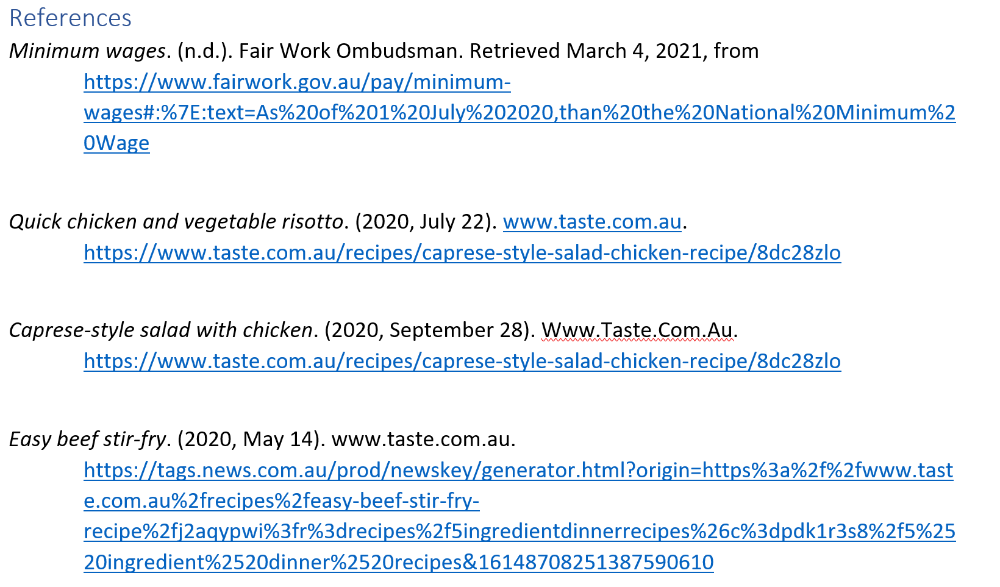 References
Minimum wages. (n.d.). Fair Work Ombudsman. Retrieved March 4, 2021, from
https://www.fairwork.gov.au/pay/minimum-
wages#:%7E:text=As%20of%201%20July%202020,than%20the%20National%20Minimum%2
0Wage
Quick chicken and vegetable risotto. (2020, July 22). www.taste.com.au.
https://www.taste.com.au/recipes/caprese-style-salad-chicken-recipe/8dc28zlo
Caprese-style salad with chicken. (2020, September 28). Www.Taste.Com.Au.
https://www.taste.com.au/recipes/caprese-style-salad-chicken-recipe/8dc28zlo
Easy beef stir-fry. (2020, May 14). www.taste.com.au.
https://tags.news.com.au/prod/newskey/generator.html?origin=https%3a%2f%2fwww.tast
e.com.au%2frecipes%2feasy-beef-stir-fry-
recipe%2fj2aqypwi%3fr%3drecipes%2f5ingredientdinnerrecipes%26c%3dpdk1r3s8%2f5%25
20ingredient%2520dinner%2520recipes&16148708251387590610